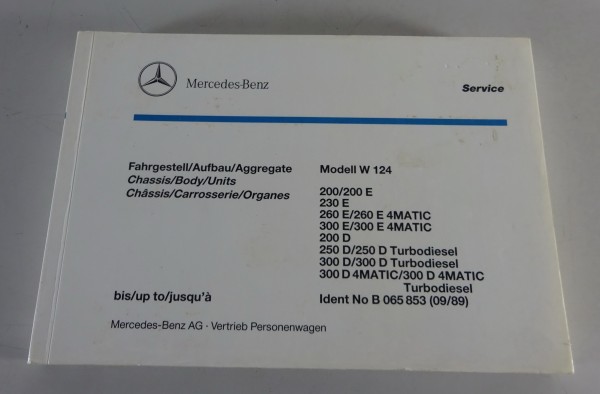 Mercedes-Benz
Service
Fahrgestell/Aufbau/Aggregate
Chassis/Body/Units
Châssis/Carrosserie/Organes
Modell W 124
200/200 E
230 E
260 E/260 E 4MATIC
300 E/300 E 4MATIC
200 D
250 D/250 D Turbodiesel
300 D/300 D Turbodiesel
300 D 4MATIC/300 D 4MATIC
Turbodiesel
bis/up to/jusqu'à
Ident No B 065 853 (09/89)
Mercedes-Benz AG · Vertrieb Personenwagen